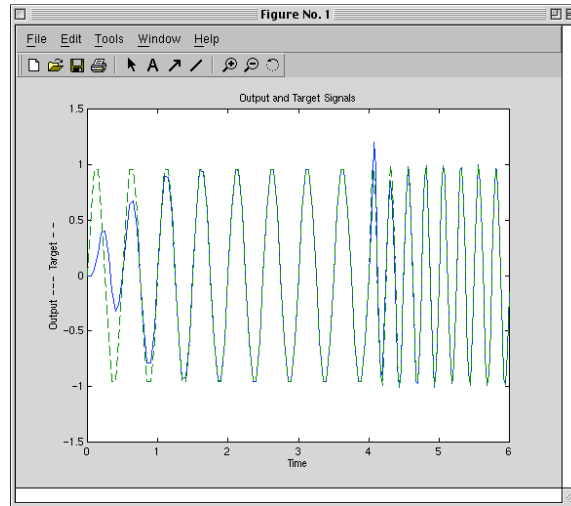 Figure No. 1
File Edit Tools Window Help
A
Output and Target Signals
1.5
1
0.5
0
−0.5
−1
−1.5
Output −−− Target − −
0 1 2 3 4 5 6
Time